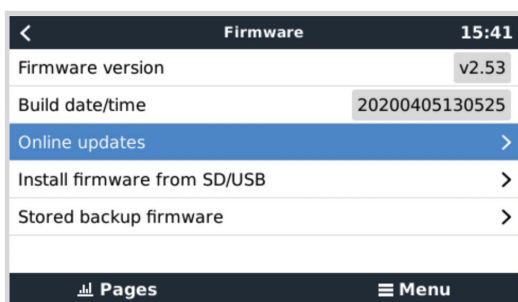 Firmware 15:41
Firmware version v2.53
Build date/time 20200405130525
Online updates
Install firmware from SD/USB
Stored backup firmware
Pages Menu